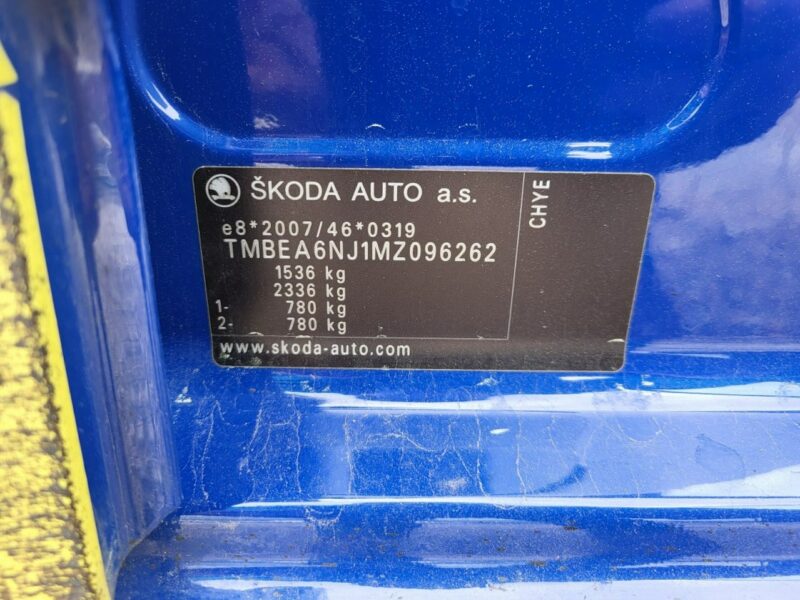 ŠKODA AUTO a.s.
CHYE
e8*2007/46*0319
TMBEA6NJ1MZ096262
1536 kg
2336 kg
1- 780 kg
2- 780 kg
www.skoda-auto.com